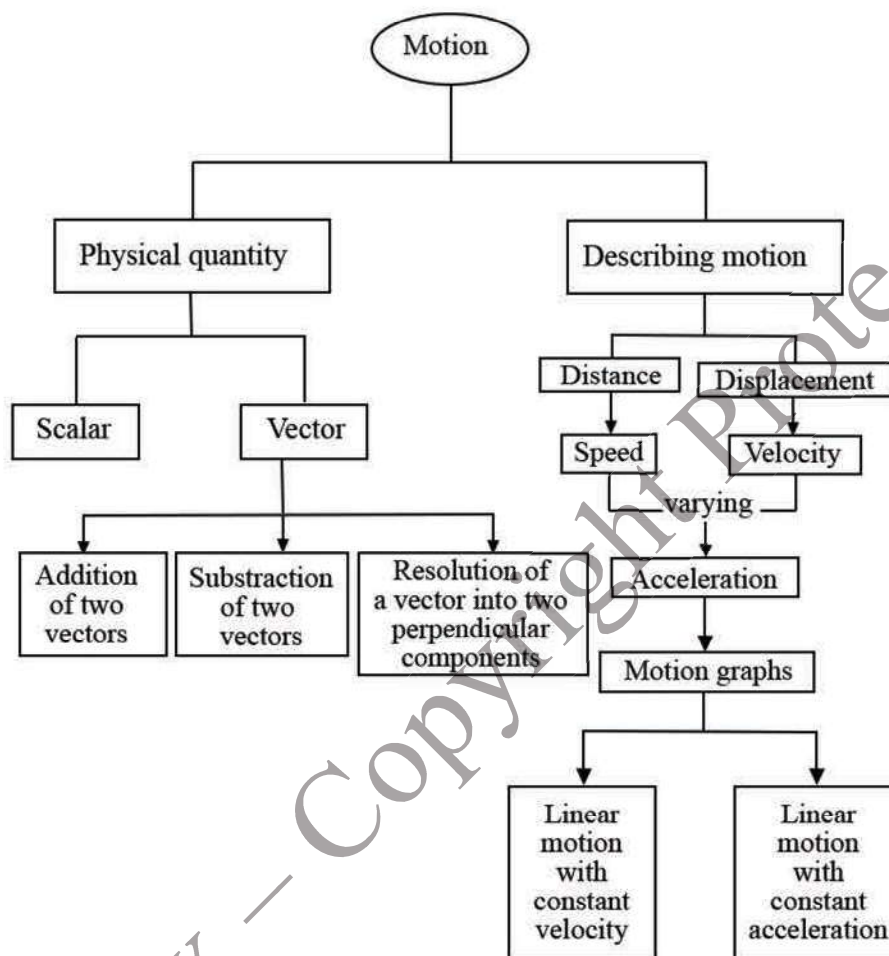 Motion
Physical quantity
Describing motion
Distance
Displacement
Scalar
Vector
Speed
Velocity
varying
Addition
of two
vectors
Substraction
of two
vectors
Resolution of
a vector into two
perpendicular
components
Acceleration
Motion graphs
Linear
motion
with
constant
velocity
Linear
motion
with
constant
acceleration
– Copyright Prote